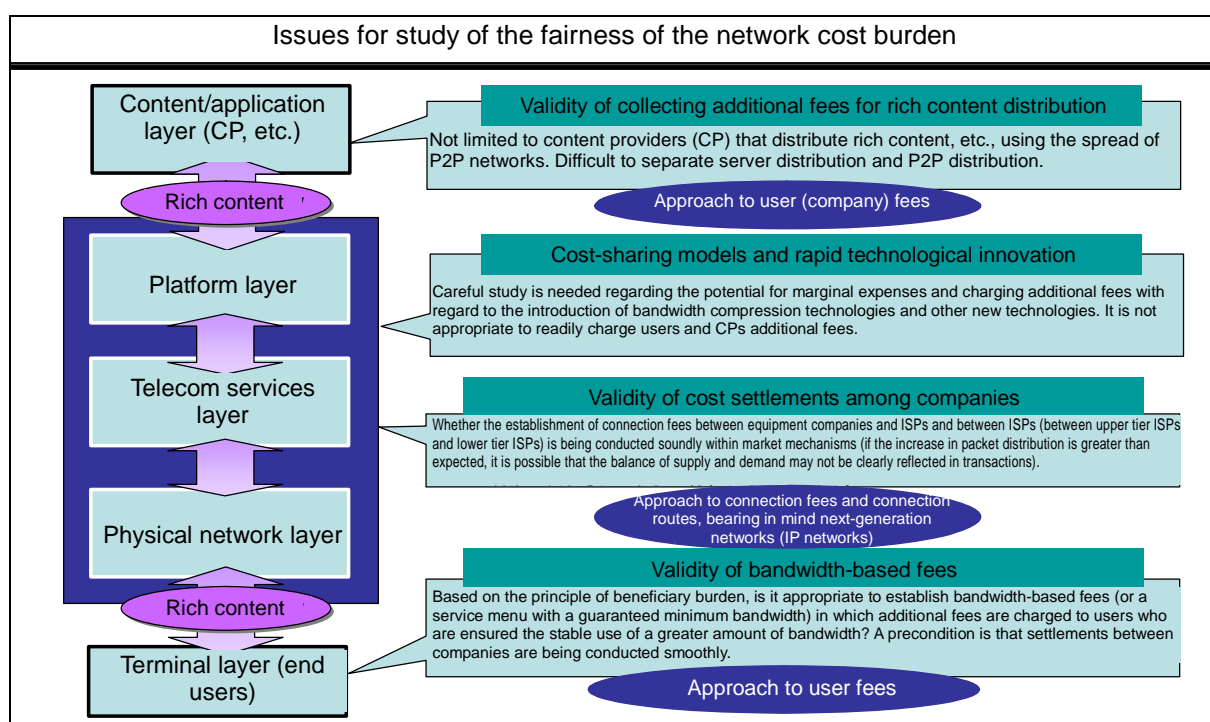 Issues for study of the fairness of the network cost burden
Content/application
layer (CP, etc.)
Rich content
Platform layer
Telecom services
layer
Physical network layer
Rich content
Terminal layer (end
users)
Validity of collecting additional fees for rich content distribution
Not limited to content providers (CP) that distribute rich content, etc., using the spread of
P2P networks. Difficult to separate server distribution and P2P distribution.
Approach to user (company) fees
Cost-sharing models and rapid technological innovation
Careful study is needed regarding the potential for marginal expenses and charging additional fees with
regard to the introduction of bandwidth compression technologies and other new technologies. It is not
appropriate to readily charge users and CPs additional fees.
Validity of cost settlements among companies
Whether the establishment of connection fees between equipment companies and ISPs and between ISPs (between upper tier ISPs
and lower tier ISPs) is being conducted soundly within market mechanisms (if the increase in packet distribution is greater than
expected, it is possible that the balance of supply and demand may not be clearly reflected in transactions).
Approach to connection fees and connection
routes, bearing in mind next-generation
networks (IP networks)
Validity of bandwidth-based fees
Based on the principle of beneficiary burden, is it appropriate to establish bandwidth-based fees (or a
service menu with a guaranteed minimum bandwidth) in which additional fees are charged to users who
are ensured the stable use of a greater amount of bandwidth? A precondition is that settlements between
companies are being conducted smoothly.
Approach to user fees